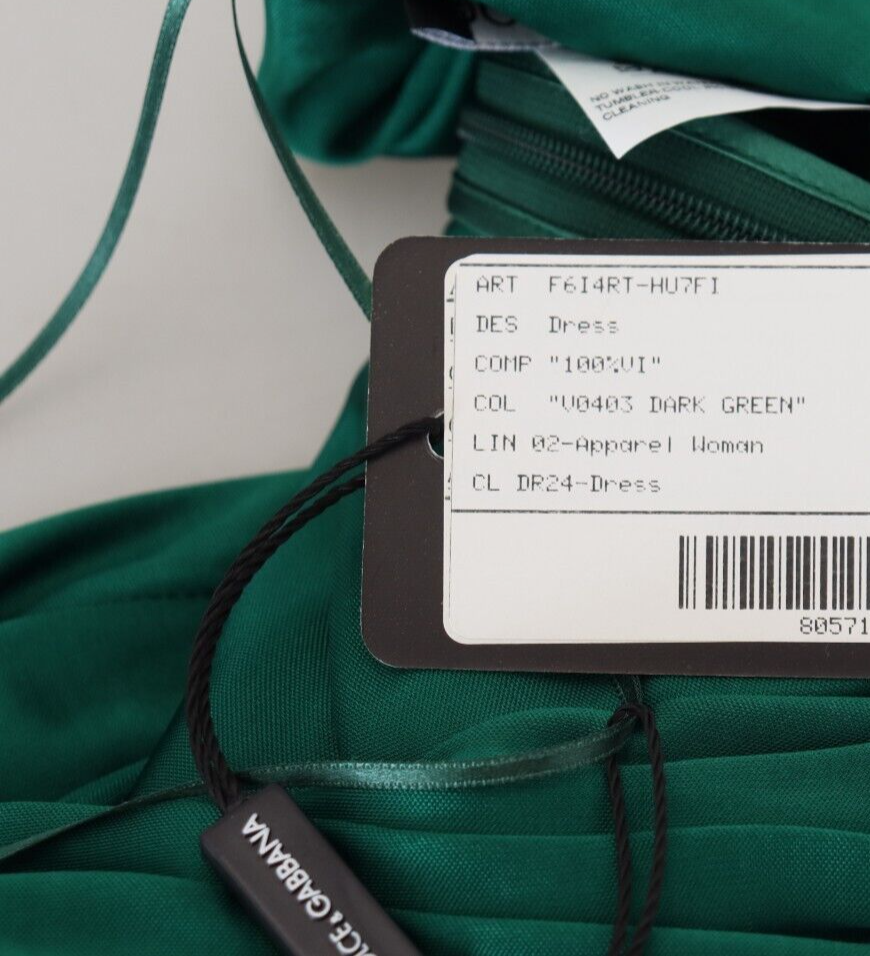 NO WASH
TUMBLER
CLEANING
ART F6I4RT-HU7FI
DES Dress
COMP "100%VI"
COL "V0403 DARK GREEN"
LIN 02-Apparel Woman
CL DR24-Dress
80571
GABBANA